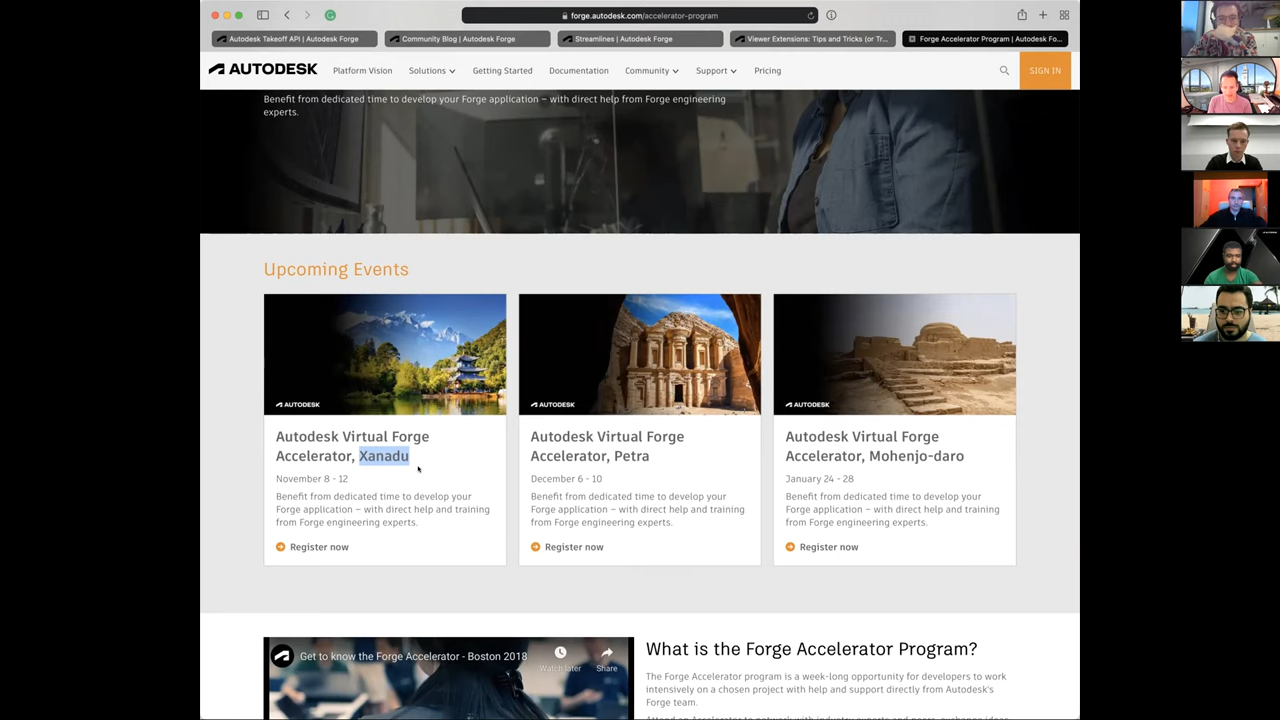 forge.autodesk.com/accelerator-program
Autodesk Takeoff API | Autodesk Forge
Community Blog | Autodesk Forge
Streamlines | Autodesk Forge
Viewer Extensions: Tips and Tricks (or Tr...
Forge Accelerator Program | Autodesk Fo...
AUTODESK
Platform Vision
Solutions
Getting Started
Documentation
Community
Support
Pricing
SIGN IN
Benefit from dedicated time to develop your Forge application – with direct help from Forge engineering
experts.
Upcoming Events
AUTODESK
Autodesk Virtual Forge
Accelerator, Xanadu
November 8 - 12
Benefit from dedicated time to develop your
Forge application – with direct help and training
from Forge engineering experts.
Register now
AUTODESK
Autodesk Virtual Forge
Accelerator, Petra
December 6 - 10
Benefit from dedicated time to develop your
Forge application – with direct help and training
from Forge engineering experts.
Register now
AUTODESK
Autodesk Virtual Forge
Accelerator, Mohenjo-daro
January 24 - 28
Benefit from dedicated time to develop your
Forge application – with direct help and training
from Forge engineering experts.
Register now
Get to know the Forge Accelerator - Boston 2018
Watch later
Share
What is the Forge Accelerator Program?
The Forge Accelerator program is a week-long opportunity for developers to work
intensively on a chosen project with help and support directly from Autodesk's
Forge team.